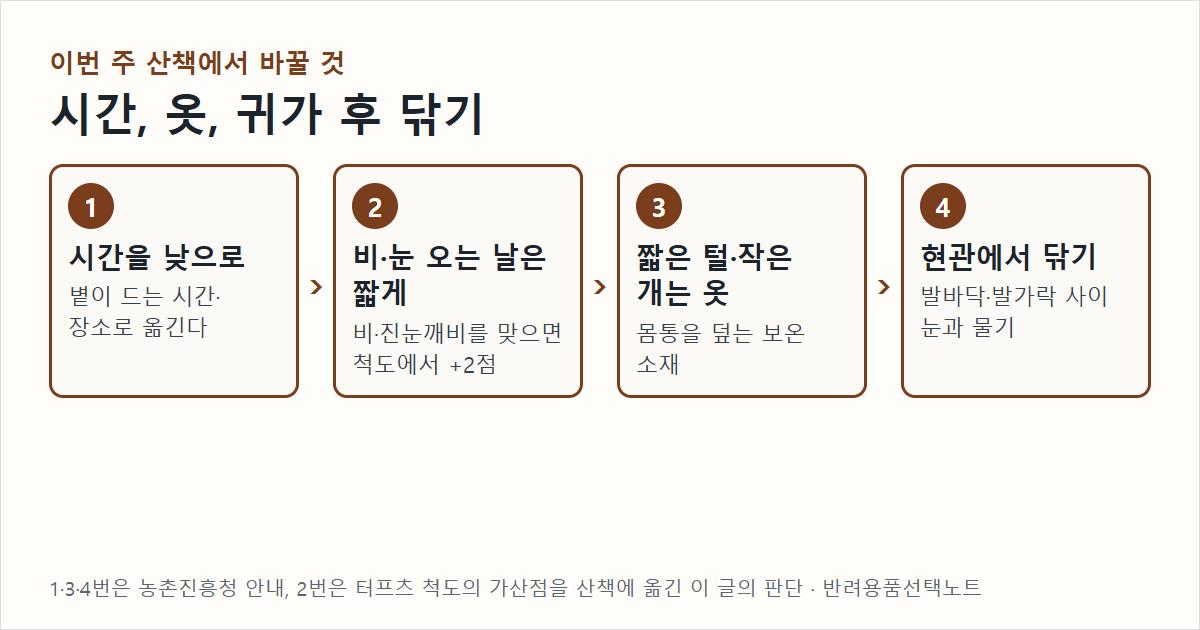 이번 주 산책에서 바꿀 것
시간, 옷, 귀가 후 닦기
1
시간을 낮으로
볕이 드는 시간·
장소로 옮긴다
›
2
비·눈 오는 날은
짧게
비·진눈깨비를 맞으면
척도에서 +2점
›
3
짧은 털·작은
개는 옷
몸통을 덮는 보온
소재
›
4
현관에서 닦기
발바닥·발가락 사이
눈과 물기
1·3·4번은 농촌진흥청 안내, 2번은 터프츠 척도의 가산점을 산책에 옮긴 이 글의 판단 · 반려용품선택노트